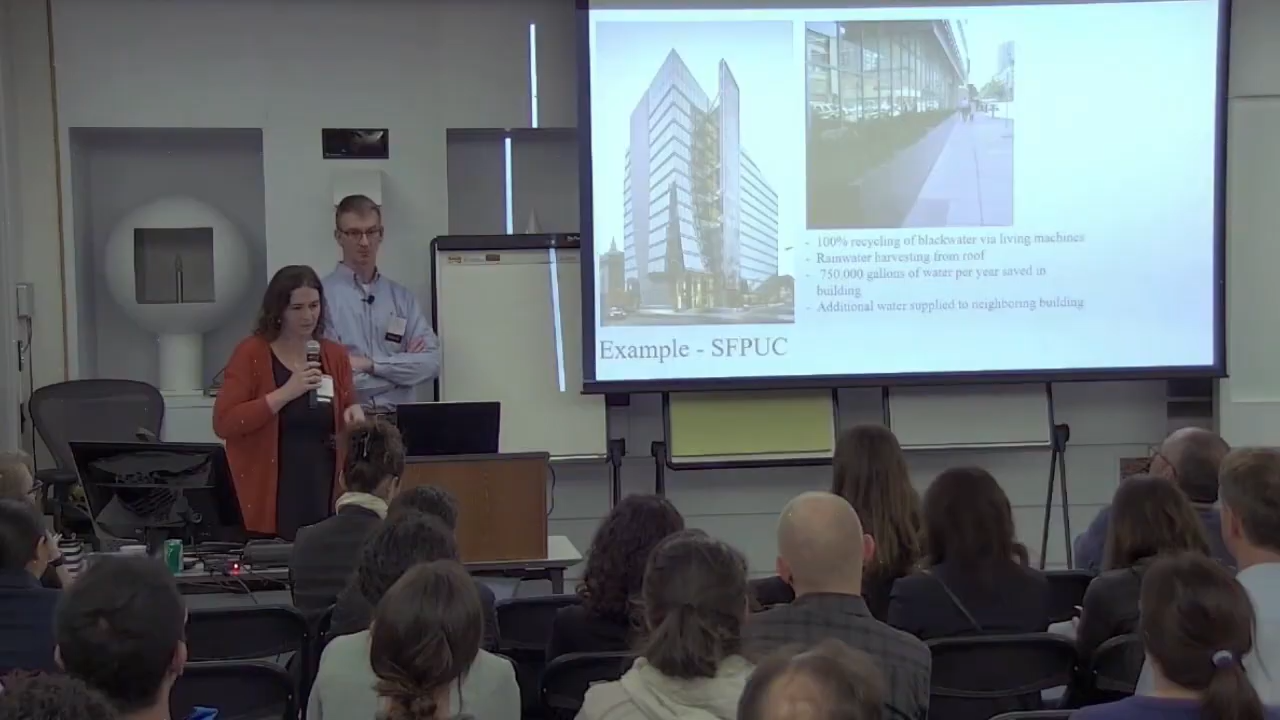 - 100% recycling of blackwater via living machines
- Rainwater harvesting from roof
- 750,000 gallons of water per year saved in
building
- Additional water supplied to neighboring building
Example - SFPUC